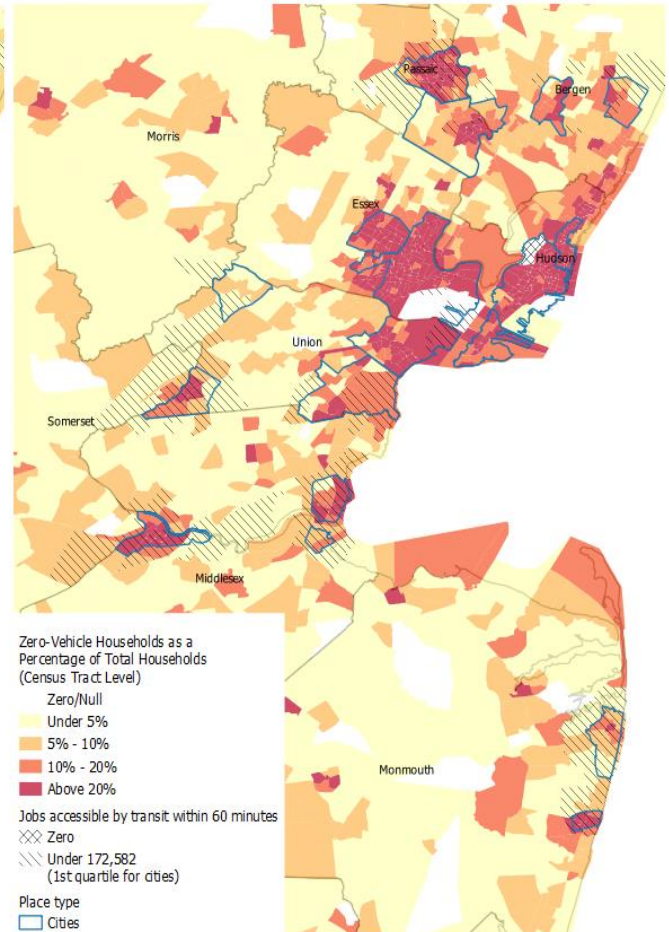 Passaic
Bergen
Morris
Essex
Hudson
Union
Somerset
Middlesex
Monmouth
Zero-Vehicle Households as a
Percentage of Total Households
(Census Tract Level)
Zero/Null
Under 5%
5% - 10%
10% - 20%
Above 20%
Jobs accessible by transit within 60 minutes
Zero
Under 172,582
(1st quartile for cities)
Place type
Cities